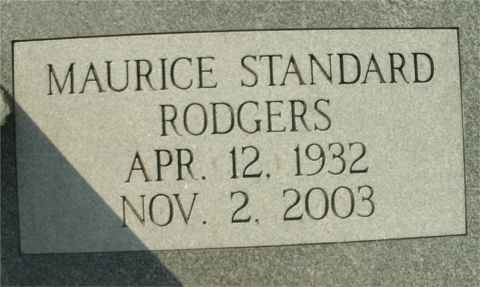 MAURICE STANDARD
RODGERS
APR. 12, 1932
NOV. 2, 2003